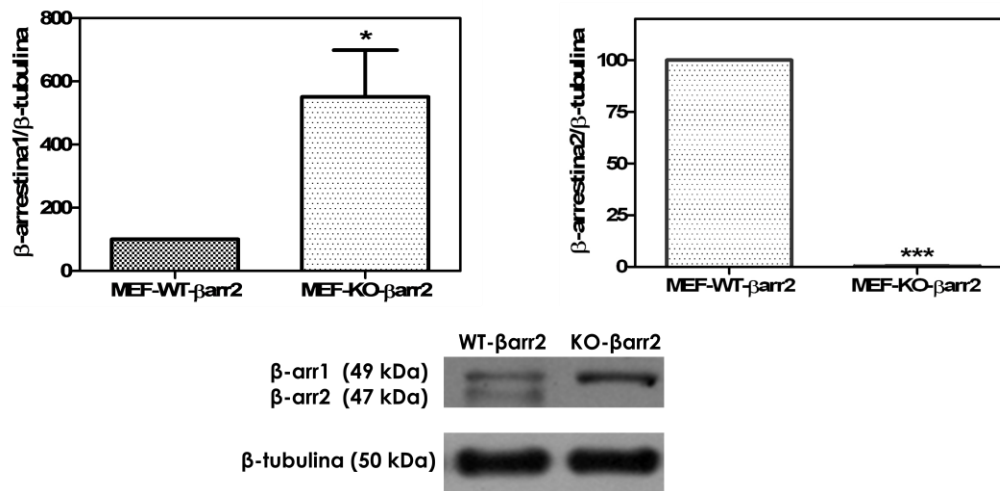 β-arrestina1/β-tubulina
800
600
400
200
0
*
MEF-WT-βarr2
MEF-KO-βarr2
β-arrestina2/β-tubulina
100
75
50
25
0
***
MEF-WT-βarr2
MEF-KO-βarr2
WT-βarr2 KO-βarr2
β-arr1 (49 kDa)
β-arr2 (47 kDa)
β-tubulina (50 kDa)